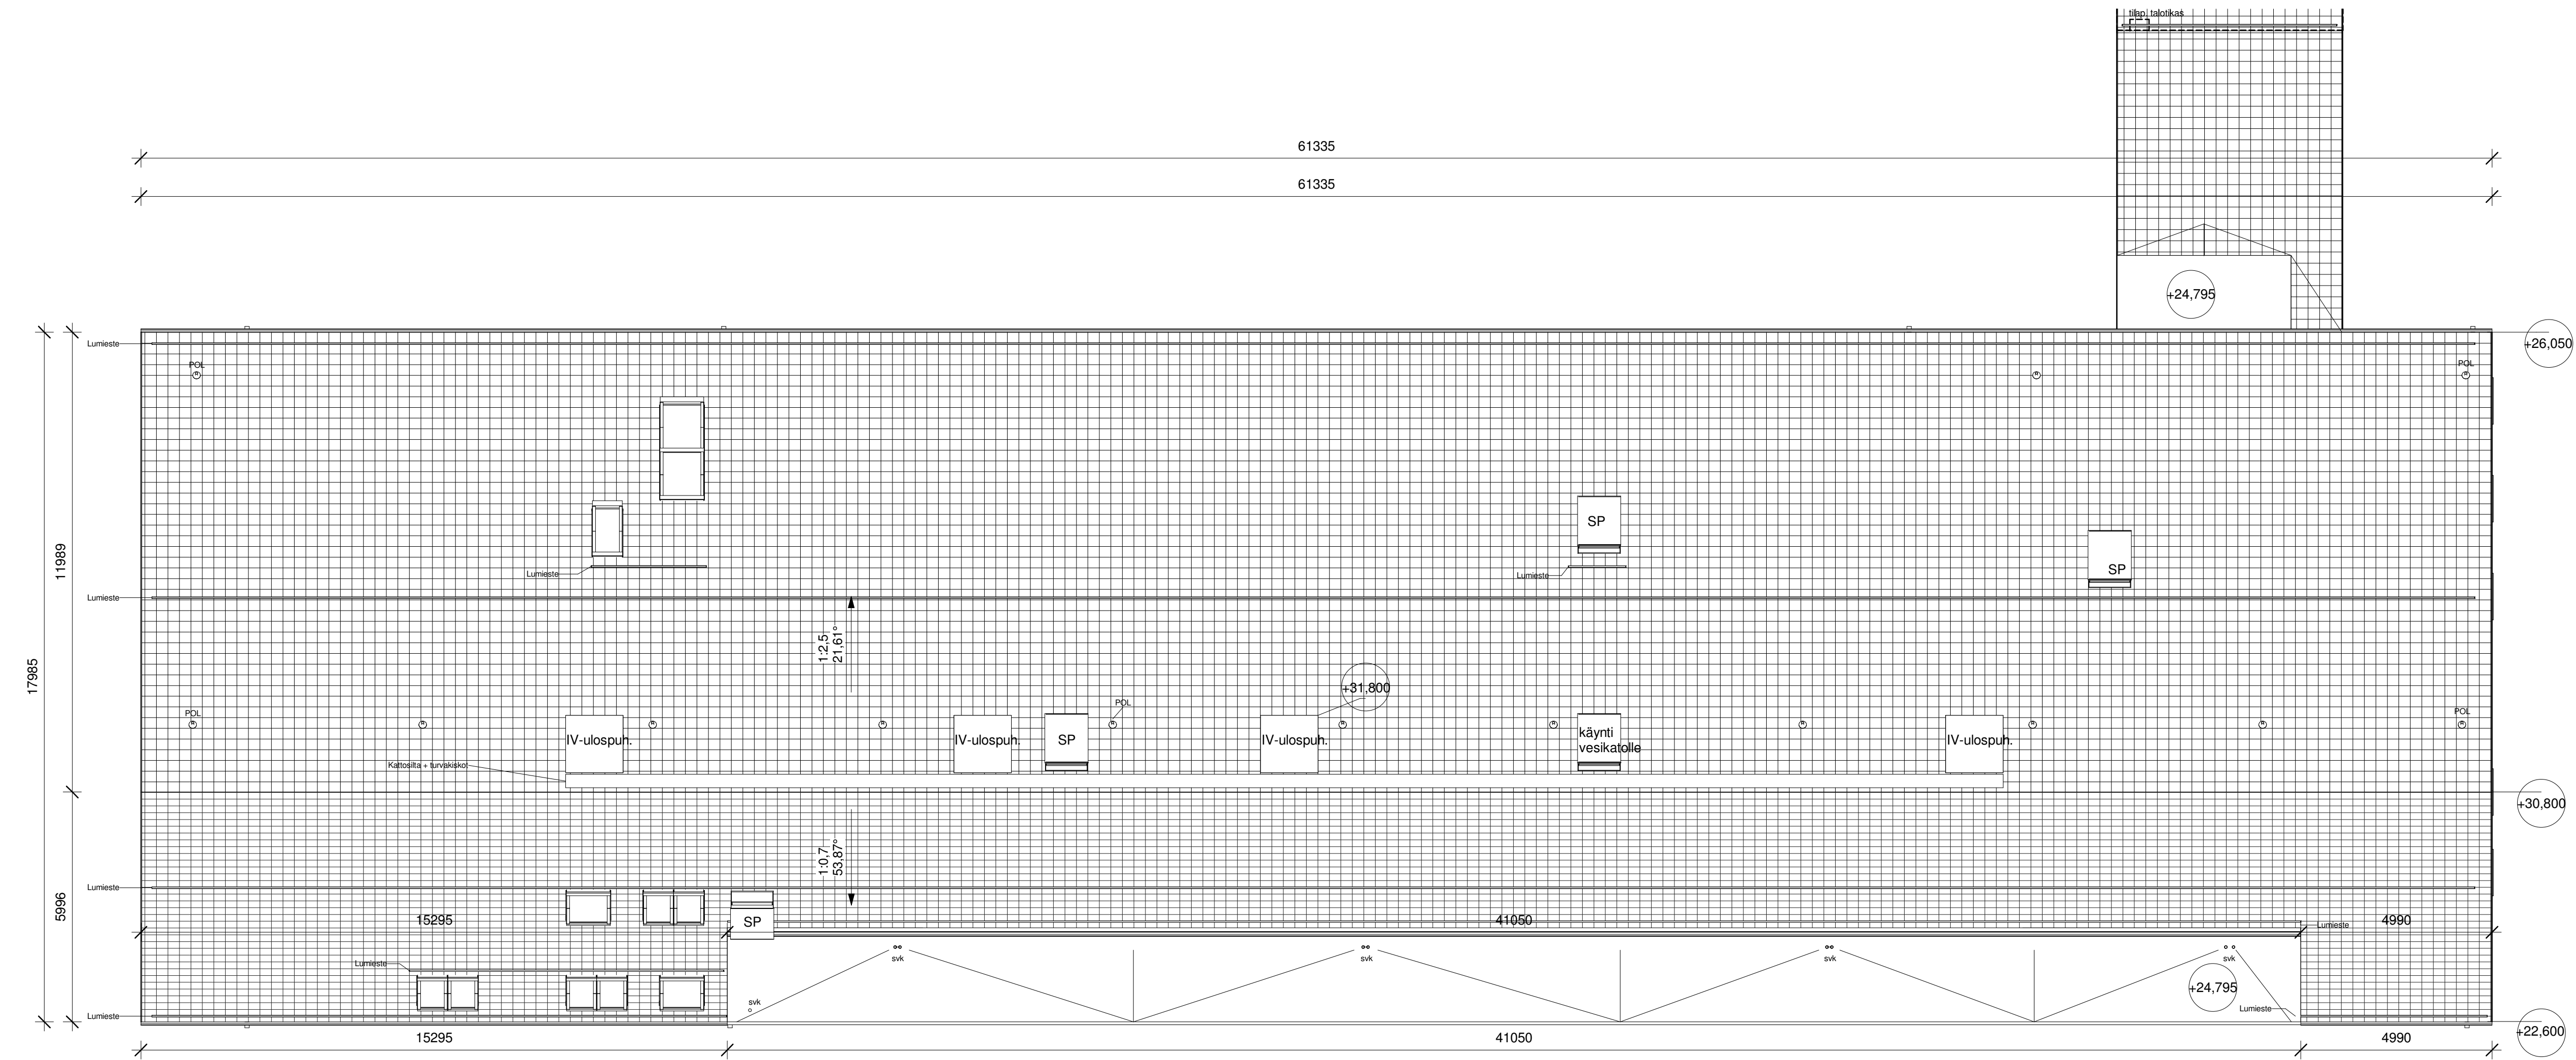 tilap. talotikas
61335
61335
+24,795
+26,050
Lumieste
POL
POL
SP
11989
Lumieste
Lumieste
SP
Lumieste
1:2,5
21,61°
17985
+31,800
POL
POL
POL
IV-ulospuh.
IV-ulospuh.
SP
IV-ulospuh.
käynti
vesikatolle
IV-ulospuh.
Kattosilta + turvakisko
+30,800
1:0,7
53.87°
Lumieste
5996
15295
SP
41050
4990
Lumieste
svk
svk
svk
svk
Lumieste
+24,795
svk
Lumieste
Lumieste
+22,600
15295
41050
4990